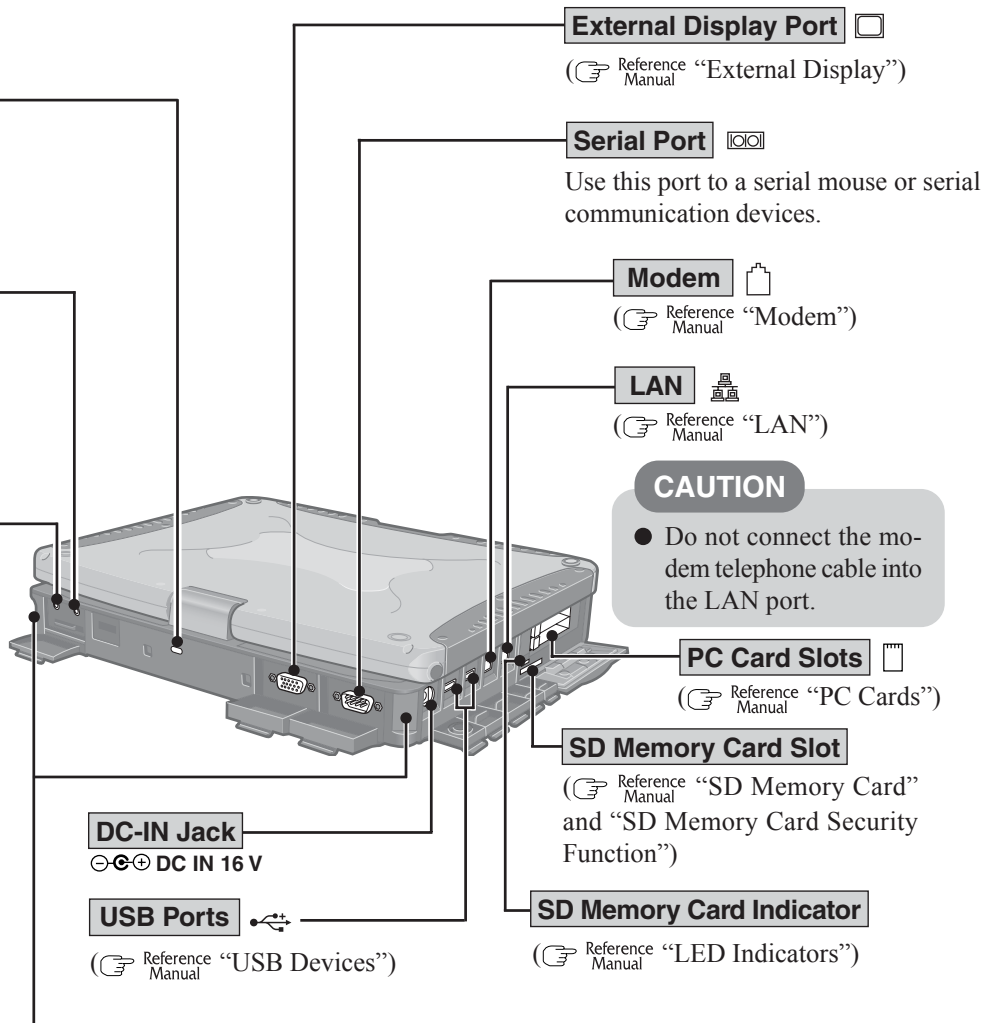 External Display Port
(Reference Manual “External Display”)
Serial Port
Use this port to a serial mouse or serial
communication devices.
Modem
(Reference Manual “Modem”)
LAN
(Reference Manual “LAN”)
CAUTION
● Do not connect the mo-
dem telephone cable into
the LAN port.
PC Card Slots
(Reference Manual “PC Cards”)
SD Memory Card Slot
(Reference Manual “SD Memory Card”
and “SD Memory Card Security
Function”)
DC-IN Jack
DC IN 16 V
USB Ports
(Reference Manual “USB Devices”)
SD Memory Card Indicator
(Reference Manual “LED Indicators”)